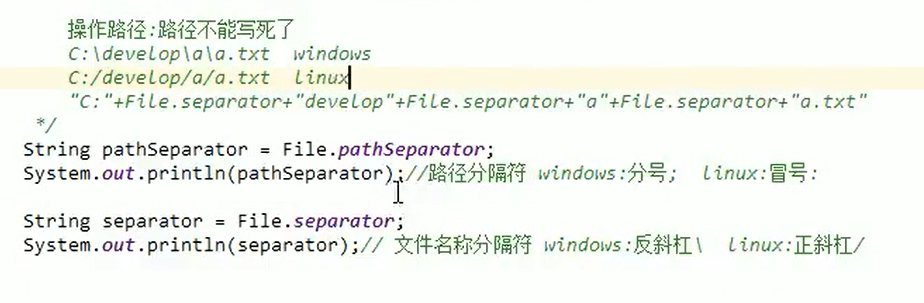 操作路径:路径不能写死了
C:\develop\a\a.txt  windows
C:/develop/a/a.txt  linux
"C:"+File.separator+"develop"+File.separator+"a"+File.separator+"a.txt"
*/
String pathSeparator = File.pathSeparator;
System.out.println(pathSeparator);//路径分隔符 windows:分号;  linux:冒号:
String separator = File.separator;
System.out.println(separator);// 文件名称分隔符 windows:反斜杠\  linux:正斜杠/